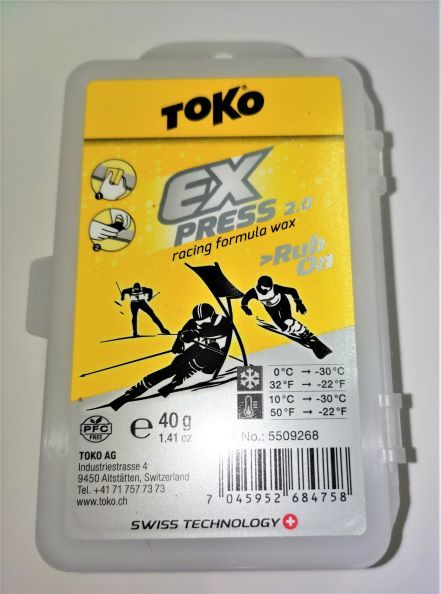 TOKO
EX
PRESS 2.0
racing formula wax
>Rub
On
1
2
0°C → -30°C
32°F → -22°F
10°C → -30°C
50°F → -22°F
PFC
FREE
e 40 g
1.41 oz
. No.: 5509268
TOKO AG
Industriestrasse 4
9450 Altstätten, Switzerland
Tel. +41 71 757 73 73
www.toko.ch
7 045952 684758
SWISS TECHNOLOGY